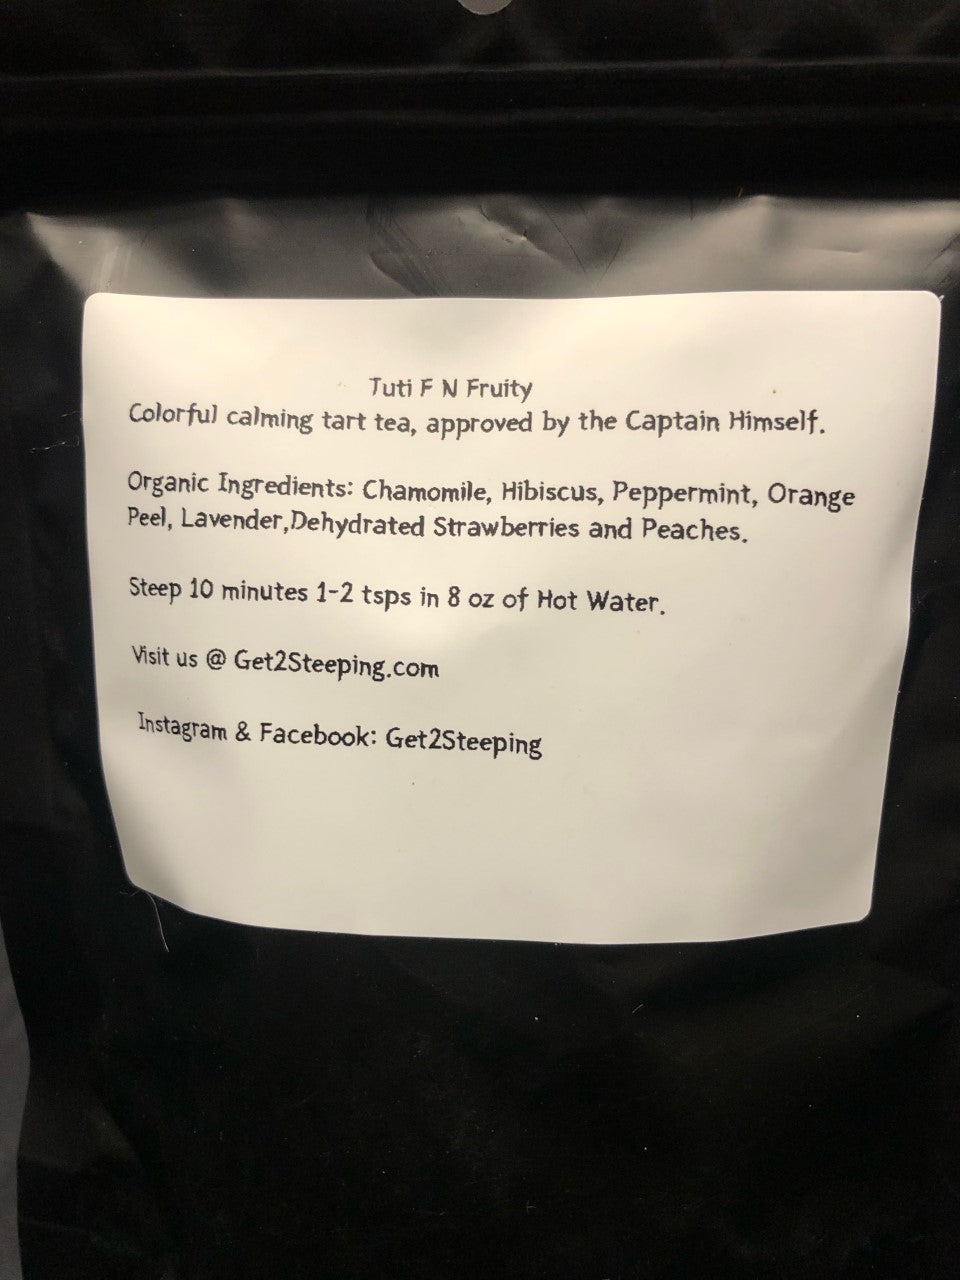 Tuti F N Fruity
Colorful calming tart tea, approved by the Captain Himself.
Organic Ingredients: Chamomile, Hibiscus, Peppermint, Orange
Peel, Lavender,Dehydrated Strawberries and Peaches.
Steep 10 minutes 1-2 tsps in 8 oz of Hot Water.
Visit us @ Get2Steeping.com
Instagram & Facebook: Get2Steeping